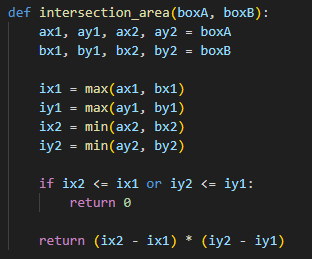 def intersection_area(boxA, boxB):
    ax1, ay1, ax2, ay2 = boxA
    bx1, by1, bx2, by2 = boxB

    ix1 = max(ax1, bx1)
    iy1 = max(ay1, by1)
    ix2 = min(ax2, bx2)
    iy2 = min(ay2, by2)

    if ix2 <= ix1 or iy2 <= iy1:
        return 0

    return (ix2 - ix1) * (iy2 - iy1)